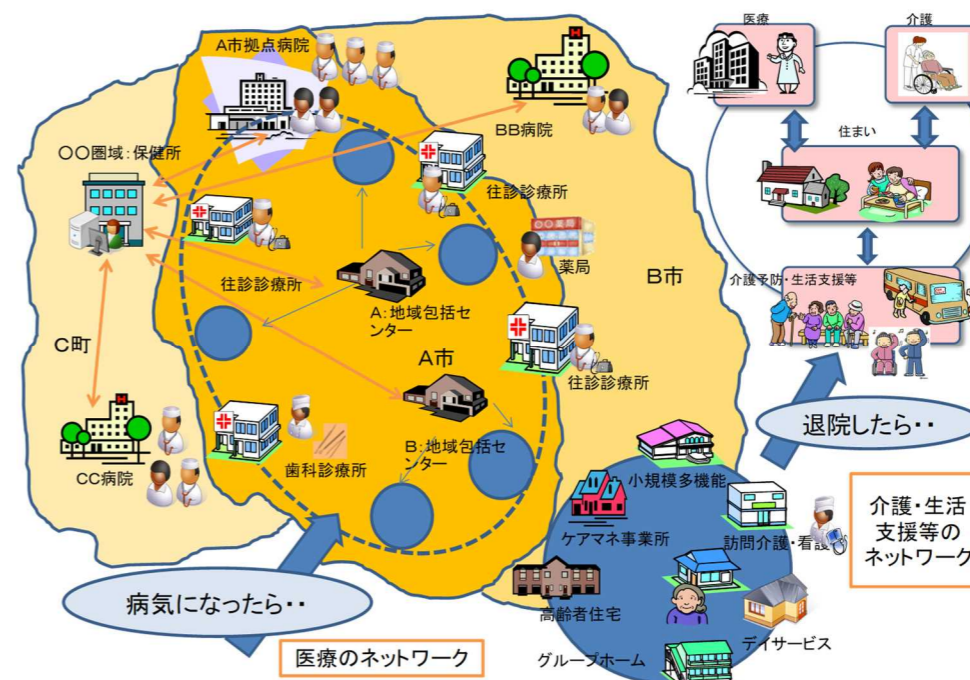 A市拠点病院
BB病院
〇〇圏域：保健所
往診診療所
〇〇薬局
薬局
往診診療所
A：地域包括セ
ンター
B市
C町
A市
往診診療所
B：地域包括セ
ンター
歯科診療所
CC病院
病気になったら・・
医療のネットワーク
医療
介護
住まい
介護予防・生活支援等
退院したら・・
小規模多機能
ケアマネ事業所
訪問介護・看護
高齢者住宅
デイサービス
グループホーム
介護・生活
支援等の
ネットワーク